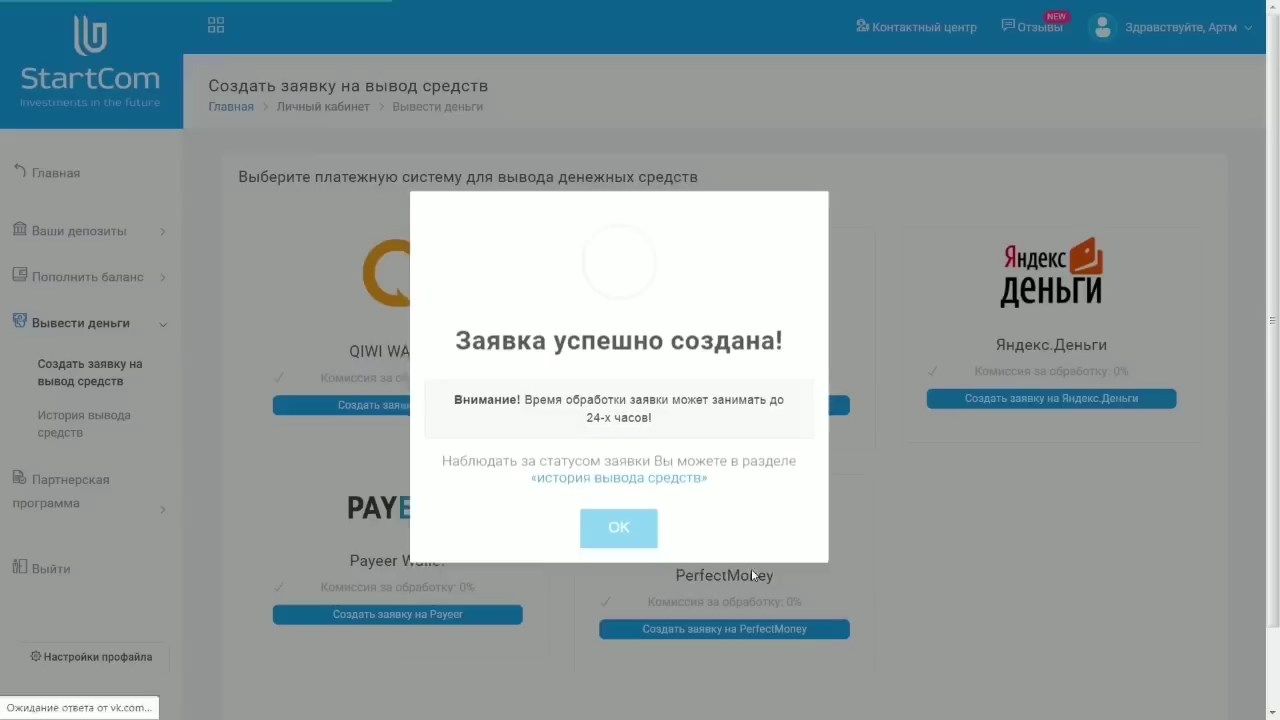 StartCom
Investments in the future
Контактный центр
Отзывы
NEW
Здравствуйте, Артм
Создать заявку на вывод средств
Главная > Личный кабинет > Вывести деньги
Главная
Ваши депозиты
Пополнить баланс
Вывести деньги
Создать заявку на
вывод средств
История вывода
средств
Партнерская
программа
Выйти
Настройки профайла
Выберите платежную систему для вывода денежных средств
QIWI WA
Комиссия за об
Создать заяв
Яндекс
деньги
Яндекс.Деньги
Комиссия за обработку: 0%
Создать заявку на Яндекс.Деньги
Заявка успешно создана!
Внимание! Время обработки заявки может занимать до
24-х часов!
Наблюдать за статусом заявки Вы можете в разделе
«история вывода средств»
OK
PAYE
Payeer Wallet
Комиссия за обработку: 0%
Создать заявку на Payeer
PerfectMoney
Комиссия за обработку: 0%
Создать заявку на PerfectMoney
Ожидание ответа от vk.com...